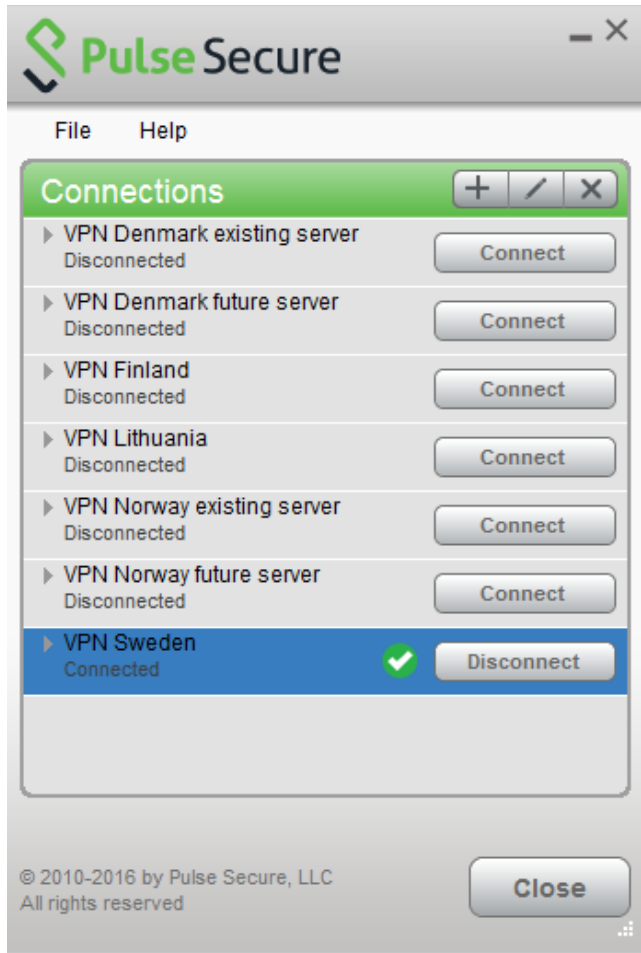 Pulse Secure
File Help
Connections
VPN Denmark existing server
Disconnected
Connect
VPN Denmark future server
Disconnected
Connect
VPN Finland
Disconnected
Connect
VPN Lithuania
Disconnected
Connect
VPN Norway existing server
Disconnected
Connect
VPN Norway future server
Disconnected
Connect
VPN Sweden
Connected
Disconnect
© 2010-2016 by Pulse Secure, LLC
All rights reserved
Close